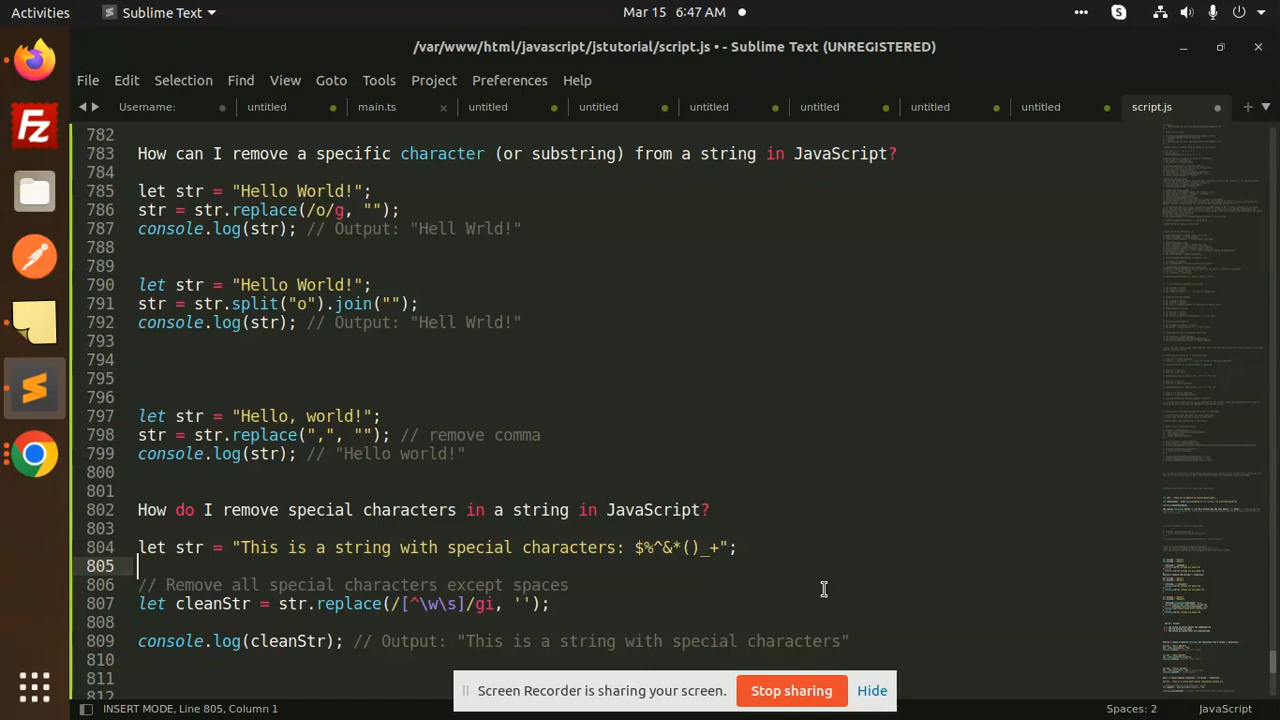 Activities
Sublime Text
Mar 15 6:47 AM
/var/www/html/javascript/jstutorial/script.js • - Sublime Text (UNREGISTERED)
File Edit Selection Find View Goto Tools Project Preferences Help
Username: untitled main.ts untitled untitled untitled untitled untitled untitled script.js
782
783 How can I remove a specific character (or substring) from a string in JavaScript?
784
785 let str = "Hello World!";
786 str = str.replace(/o/g, "");
787 console.log(str); // Output: "Hell Wrld!"
788
789
790 let str = "Hello World!";
791 str = str.split("o").join("");
792 console.log(str); // Output: "Hell Wrld!"
793
794
795
796
797 let str = "Hello, world!";
798 str = str.replace(",", ""); // remove comma
799 console.log(str); // "Hello world!"
800
801
802 How do I remove special characters in a string in JavaScript?
803
804 let str = "This is a string with special characters: $%^&*()_+";
805
806 // Remove all special characters except spaces
807 let cleanStr = str.replace(/[^\w\s]/gi, '');
808
809 console.log(cleanStr); // Output: "This is a string with special characters"
810
811
812
Screen Recorder is sharing your screen. Stop sharing Hide
INSERT MODE, Line 805, Column 1
Spaces: 2 JavaScript